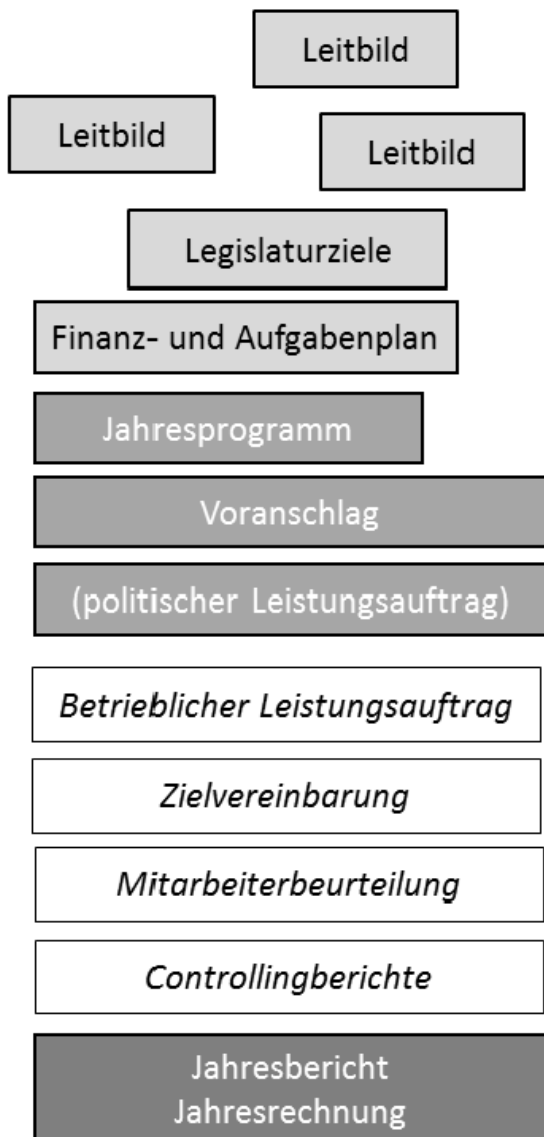 Leitbild
Leitbild
Leitbild
Legislaturziele
Finanz- und Aufgabenplan
Jahresprogramm
Voranschlag
(politischer Leistungsauftrag)
Betrieblicher Leistungsauftrag
Zielvereinbarung
Mitarbeiterbeurteilung
Controllingberichte
Jahresbericht
Jahresrechnung